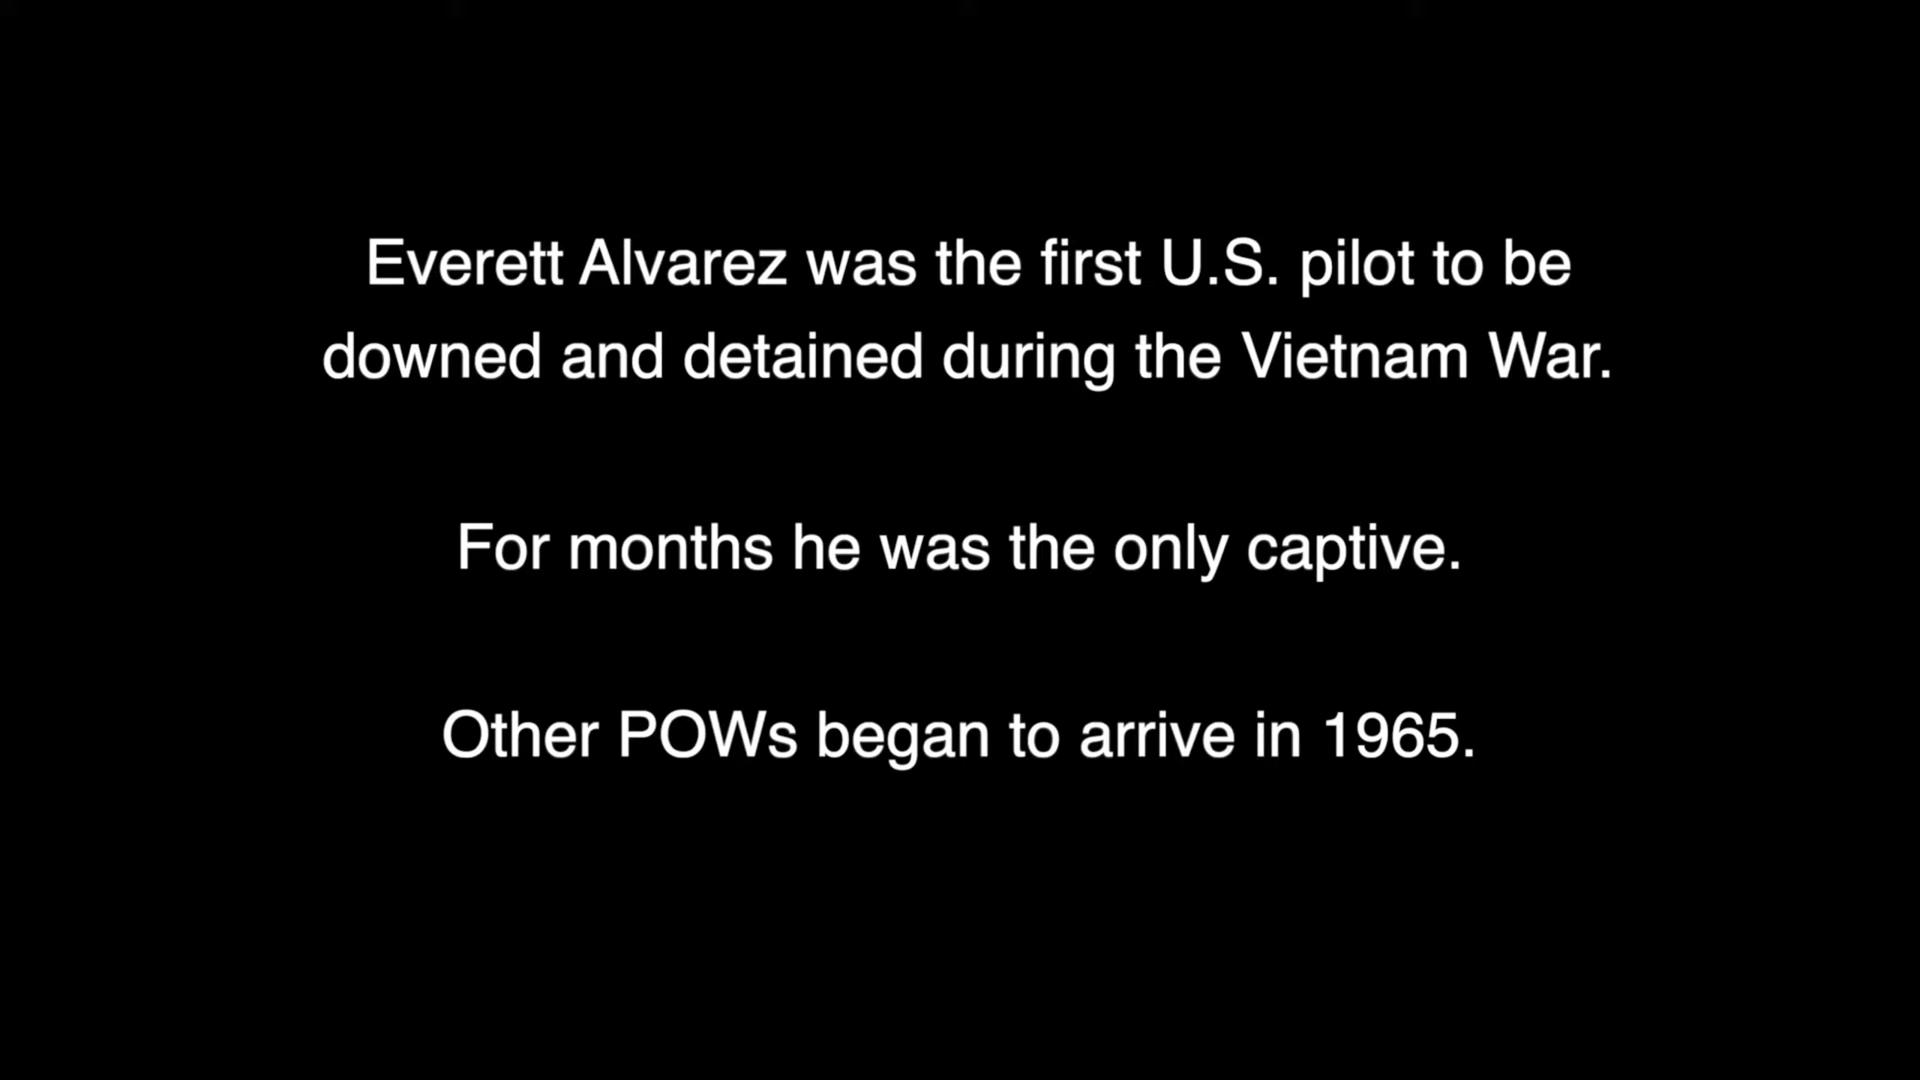 Everett Alvarez was the first U.S. pilot to be
downed and detained during the Vietnam War.
For months he was the only captive.
Other POWs began to arrive in 1965.